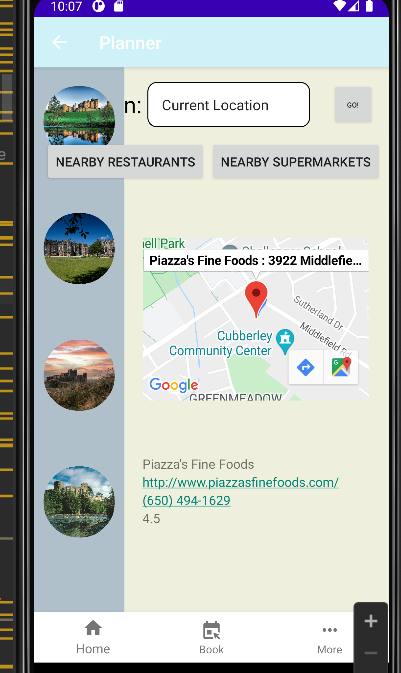 10:07
Planner
n:
Current Location
GO!
NEARBY RESTAURANTS
NEARBY SUPERMARKETS
nell Park
Piazza's Fine Foods : 3922 Middlefie...
Sutherland Dr
Middlefield
Cubberley
Community Center
Google
GREENMEADOW
Piazza's Fine Foods
http://www.piazzasfinefoods.com/
(650) 494-1629
4.5
Home
Book
More